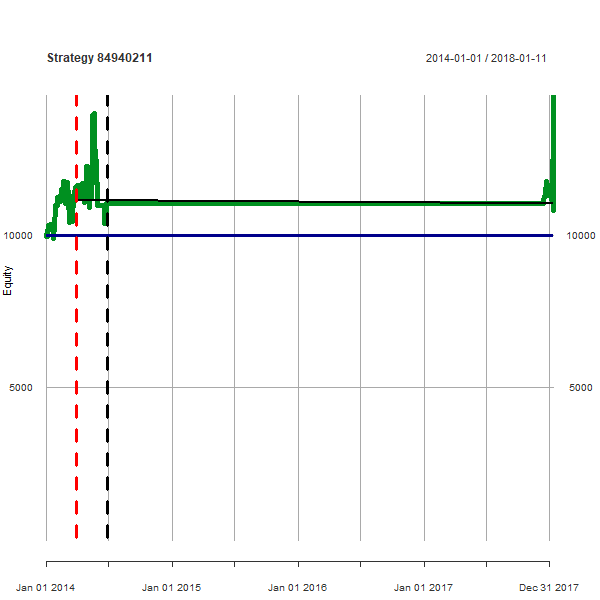 Strategy 84940211 2014-01-01 / 2018-01-11
10000 10000
Equity
5000 5000
Jan 01 2014 Jan 01 2015 Jan 01 2016 Jan 01 2017 Dec 31 2017